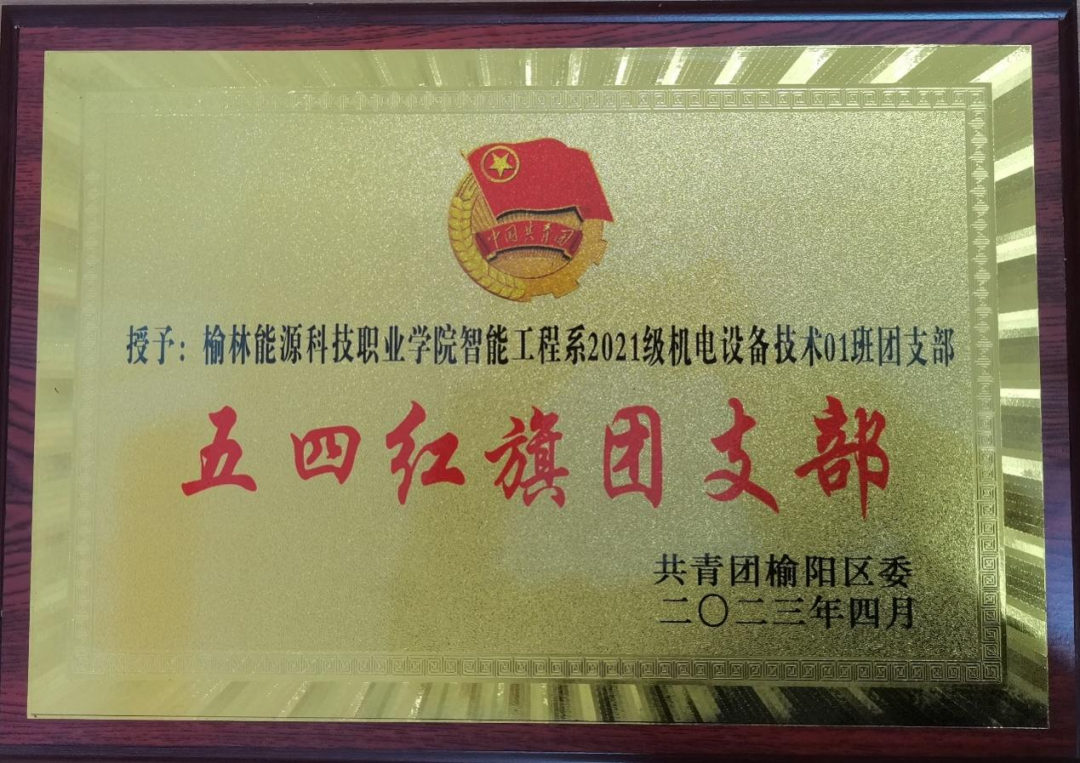 中国共青团
授予：榆林能源科技职业学院智能工程系2021级机电设备技术01班团支部
五四红旗团支部
共青团榆阳区委
二〇二三年四月